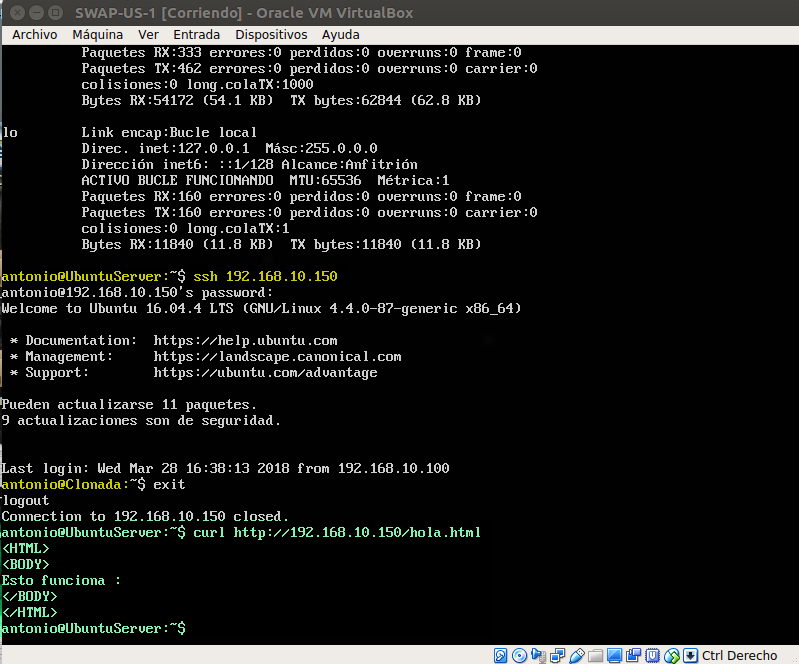 SWAP-US-1 [Corriendo] - Oracle VM VirtualBox
Archivo Máquina Ver Entrada Dispositivos Ayuda
Paquetes RX:333 errores:0 perdidos:0 overruns:0 frame:0
Paquetes TX:462 errores:0 perdidos:0 overruns:0 carrier:0
colisiones:0 long.colaTX:1000
Bytes RX:54172 (54.1 KB)  TX bytes:62844 (62.8 KB)
lo        Link encap:Bucle local
Direc. inet:127.0.0.1  Másc:255.0.0.0
Dirección inet6: ::1/128 Alcance:Anfitrión
ACTIVO BUCLE FUNCIONANDO  MTU:65536  Métrica:1
Paquetes RX:160 errores:0 perdidos:0 overruns:0 frame:0
Paquetes TX:160 errores:0 perdidos:0 overruns:0 carrier:0
colisiones:0 long.colaTX:1
Bytes RX:11840 (11.8 KB)  TX bytes:11840 (11.8 KB)
antonio@UbuntuServer:~$ ssh 192.168.10.150
antonio@192.168.10.150's password:
Welcome to Ubuntu 16.04.4 LTS (GNU/Linux 4.4.0-87-generic x86_64)
* Documentation:  https://help.ubuntu.com
* Management:     https://landscape.canonical.com
* Support:        https://ubuntu.com/advantage
Pueden actualizarse 11 paquetes.
9 actualizaciones son de seguridad.
Last login: Wed Mar 28 16:38:13 2018 from 192.168.10.100
antonio@Clonada:~$ exit
logout
Connection to 192.168.10.150 closed.
antonio@UbuntuServer:~$ curl http://192.168.10.150/hola.html
<HTML>
<BODY>
Esto funciona :
</BODY>
</HTML>
antonio@UbuntuServer:~$
Ctrl Derecho